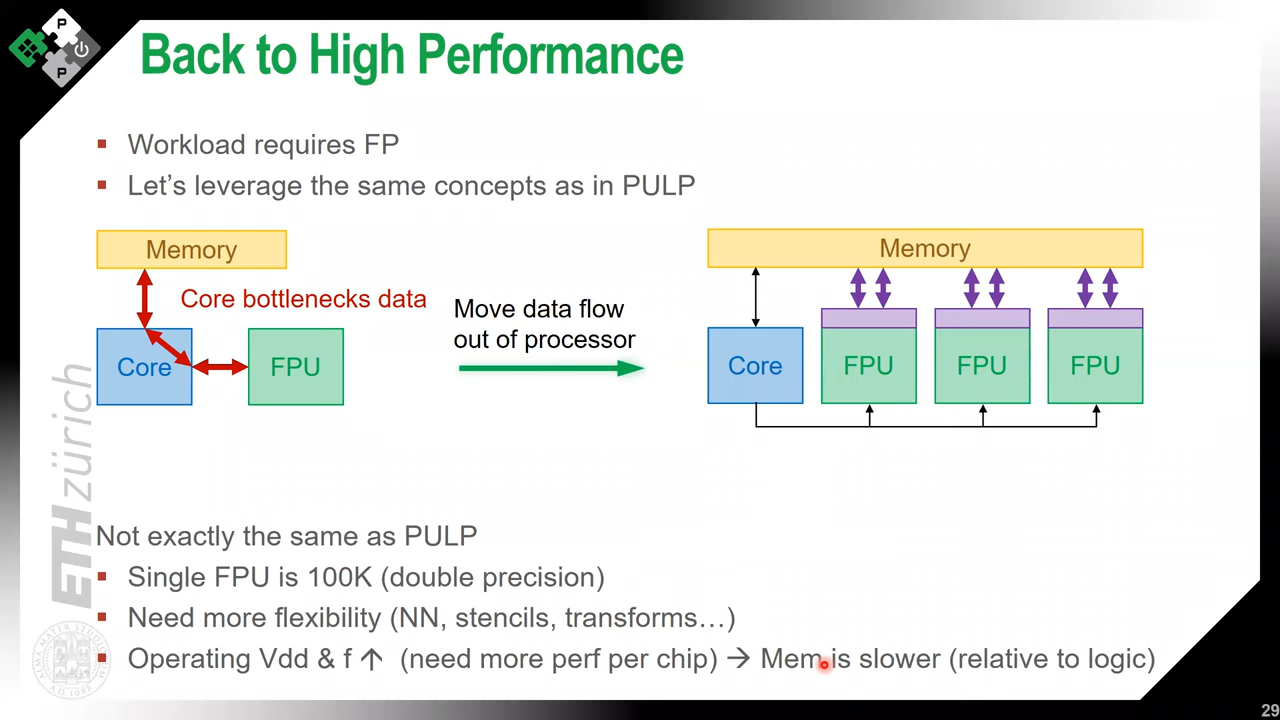 P
P
Back to High Performance
▪ Workload requires FP
▪ Let's leverage the same concepts as in PULP
Memory
Core bottlenecks data
Core
FPU
Move data flow
out of processor
Memory
Core
FPU
FPU
FPU
ETH zürich
Not exactly the same as PULP
▪ Single FPU is 100K (double precision)
▪ Need more flexibility (NN, stencils, transforms…)
▪ Operating Vdd & f ↑ (need more perf per chip) → Mem is slower (relative to logic)
A.D. 1088
29